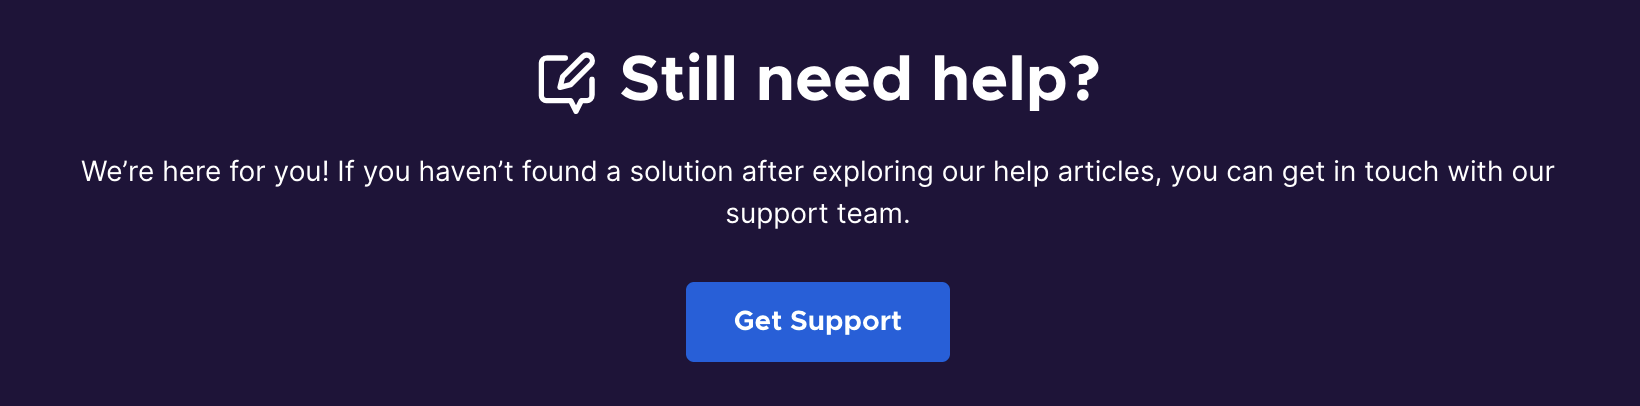 Still need help?
We’re here for you! If you haven’t found a solution after exploring our help articles, you can get in touch with our
support team.
Get Support